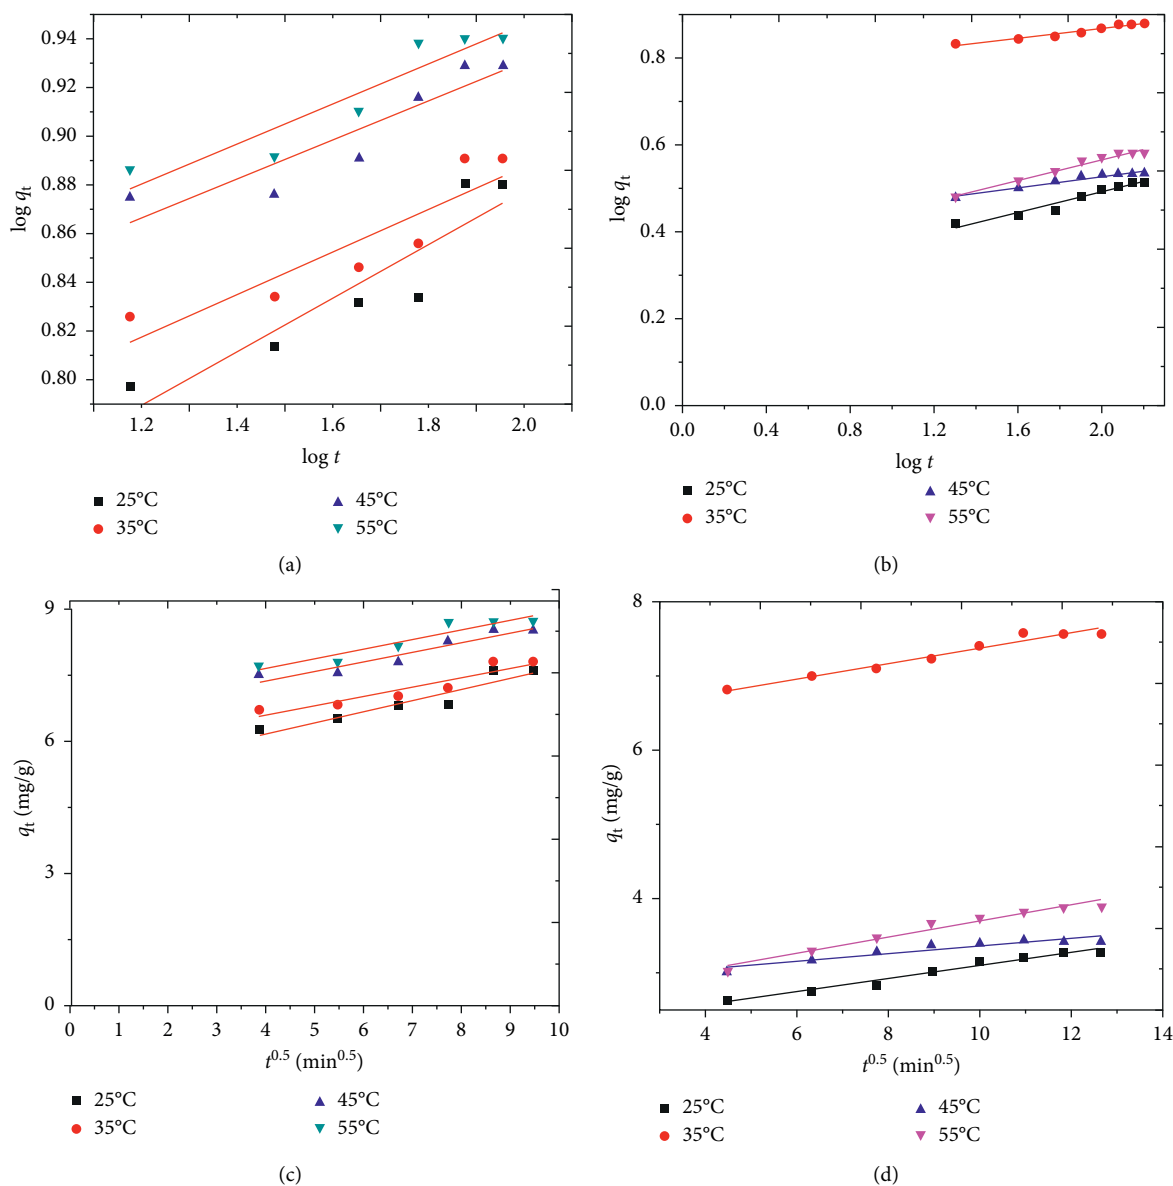 0.94
0.92
0.90
0.88
0.86
0.84
0.82
0.80
log qt
1.2 1.4 1.6 1.8 2.0
log t
25°C 45°C
35°C 55°C
(a)
0.8
0.6
0.4
0.2
0.0
log qt
0.0 0.4 0.8 1.2 1.6 2.0
log t
25°C 45°C
35°C 55°C
(b)
9
6
3
0
qt (mg/g)
0 1 2 3 4 5 6 7 8 9 10
t0.5 (min0.5)
25°C 45°C
35°C 55°C
(c)
8
6
4
qt (mg/g)
4 6 8 10 12 14
t0.5 (min0.5)
25°C 45°C
35°C 55°C
(d)